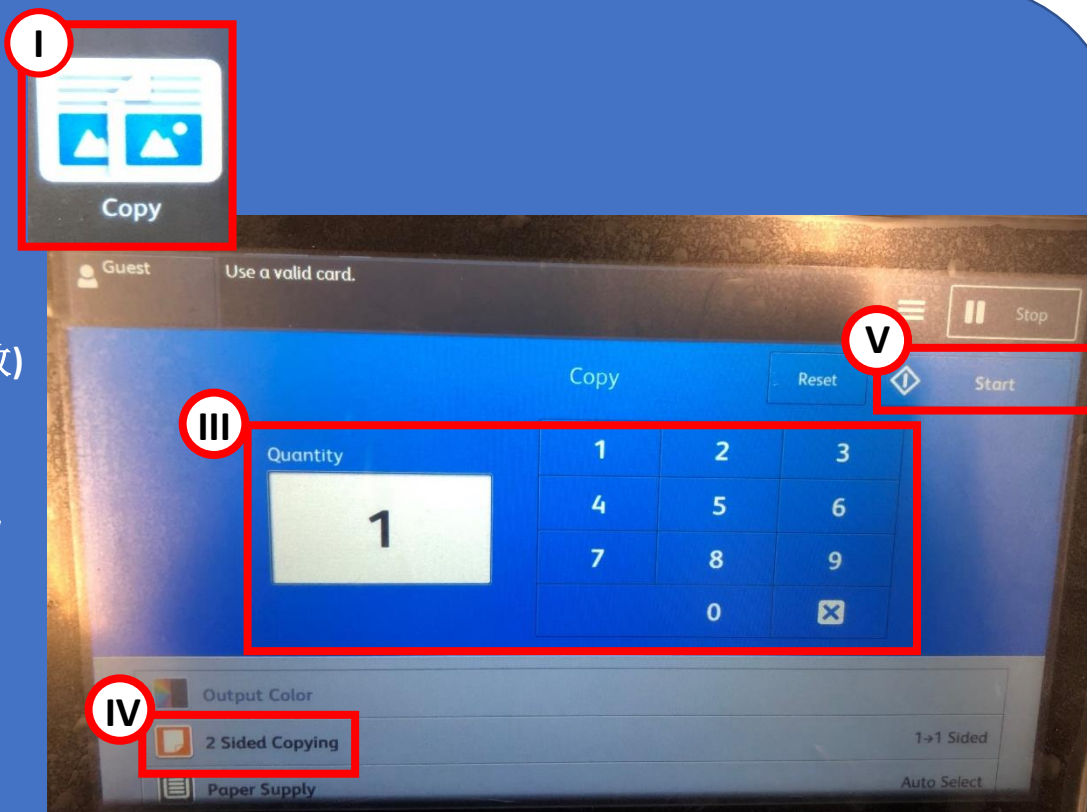 I
Copy
Guest
Use a valid card.
Stop
V
Copy
Reset
Start
III
Quantity
1
1 2 3
4 5 6
7 8 9
0
Output Color
IV
2 Sided Copying
1→1 Sided
Paper Supply
Auto Select